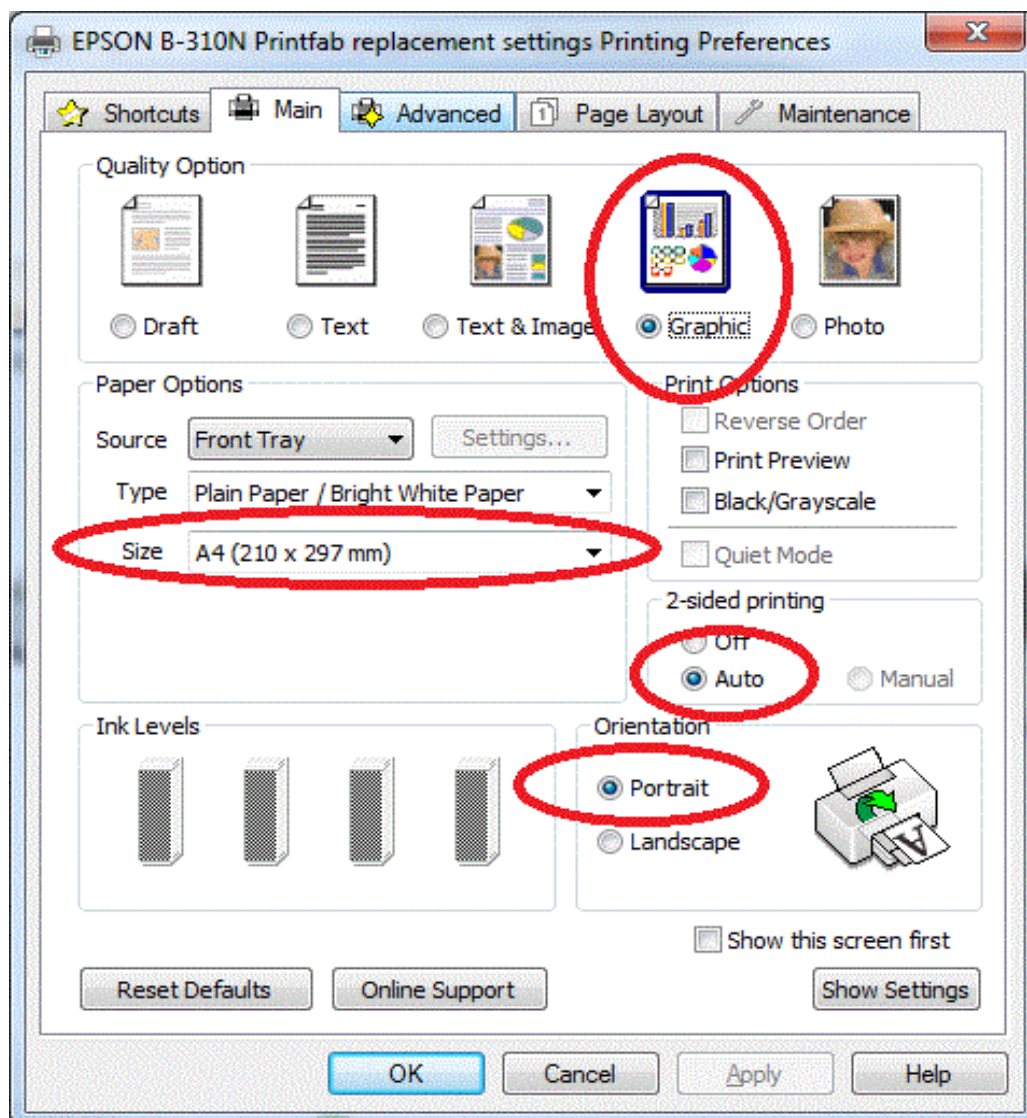 EPSON B-310N Printfab replacement settings Printing Preferences
Shortcuts Main Advanced 1 Page Layout Maintenance
Quality Option
Draft Text Text & Image Graphic Photo
Paper Options
Source Front Tray Settings...
Type Plain Paper / Bright White Paper
Size A4 (210 x 297 mm)
Print Options
Reverse Order
Print Preview
Black/Grayscale
Quiet Mode
2-sided printing
Off
Auto Manual
Ink Levels
Orientation
Portrait
Landscape
A
Show this screen first
Reset Defaults Online Support Show Settings
OK Cancel Apply Help